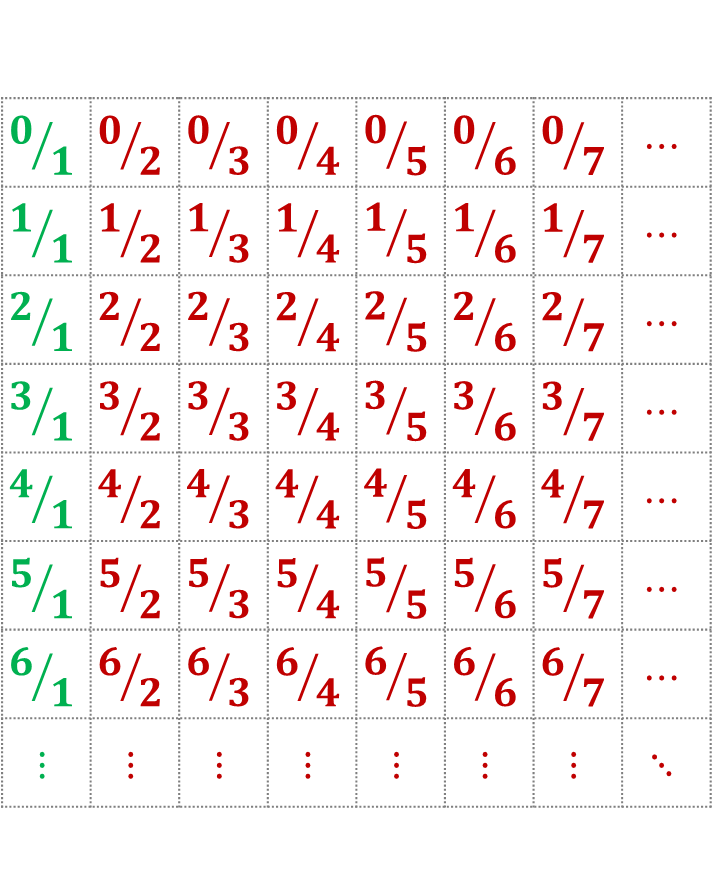 0/1 0/2 0/3 0/4 0/5 0/6 0/7 ⋯
1/1 1/2 1/3 1/4 1/5 1/6 1/7 ⋯
2/1 2/2 2/3 2/4 2/5 2/6 2/7 ⋯
3/1 3/2 3/3 3/4 3/5 3/6 3/7 ⋯
4/1 4/2 4/3 4/4 4/5 4/6 4/7 ⋯
5/1 5/2 5/3 5/4 5/5 5/6 5/7 ⋯
6/1 6/2 6/3 6/4 6/5 6/6 6/7 ⋯
⋮ ⋮ ⋮ ⋮ ⋮ ⋮ ⋮ ⋱